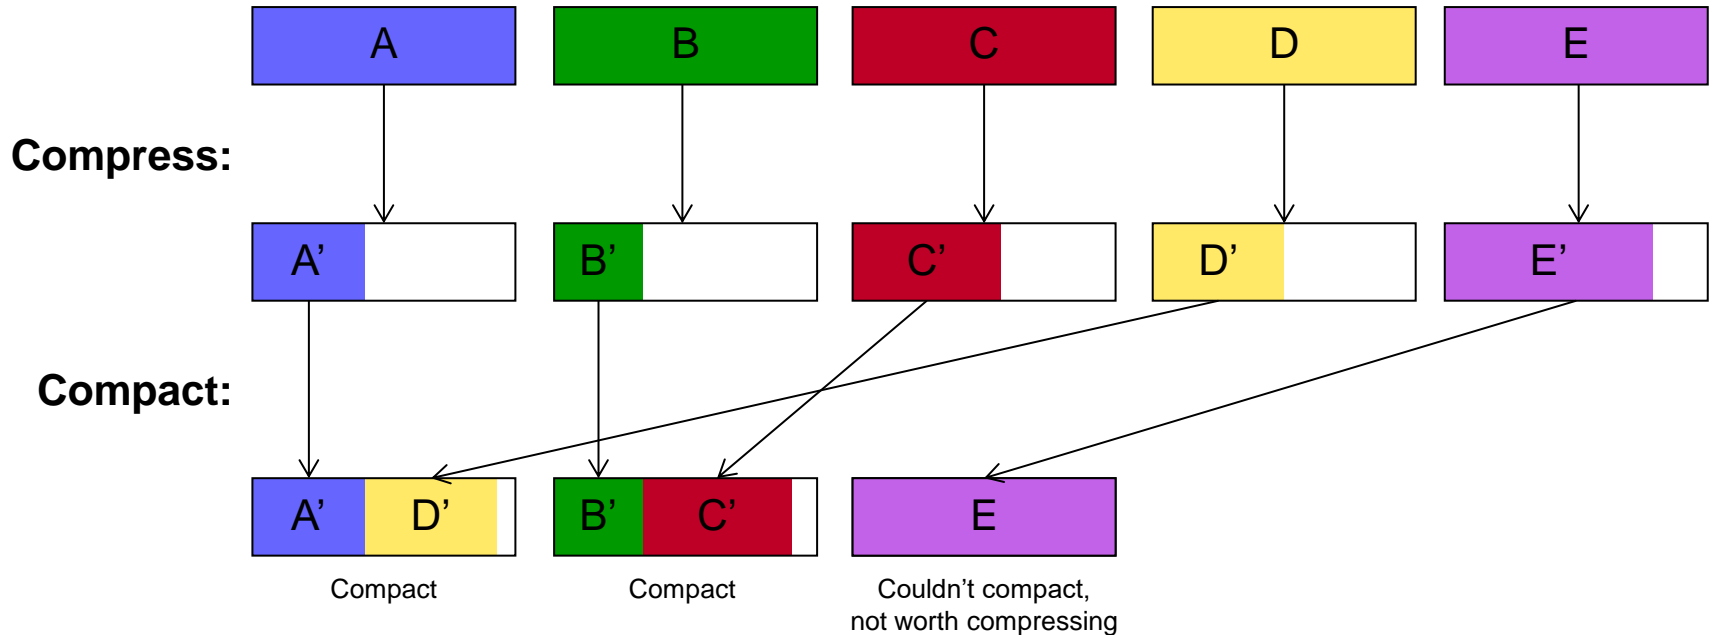 A
B
C
D
E
Compress:
A’
B’
C’
D’
E’
Compact:
A’
D’
B’
C’
E
Compact
Compact
Couldn’t compact,
not worth compressing